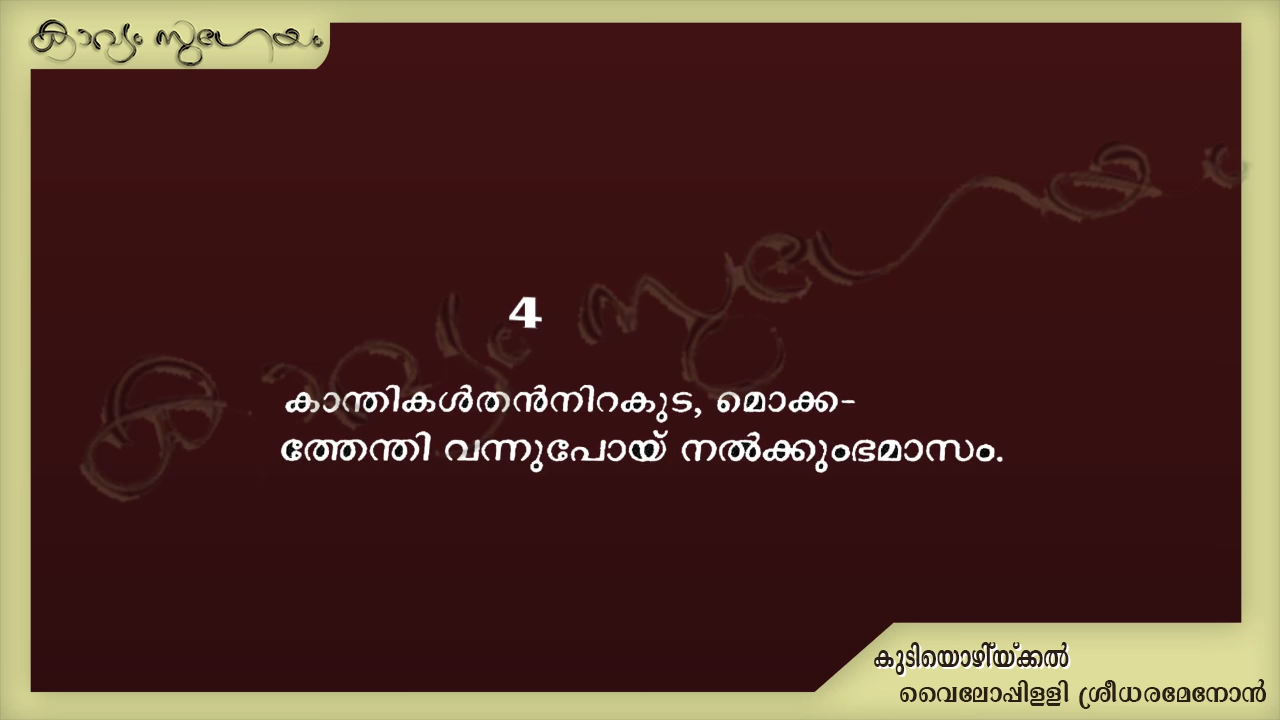 കാവ്യം സുഗേയം
4
കാന്തികൾതൻനിറകുട, മൊക്ക-
ത്തേന്തി വന്നുപോയ് നൽക്കുംഭമാസം.
കുടിയൊഴിയ്ക്കൽ
വൈലോപ്പിള്ളി ശ്രീധരമേനോൻ